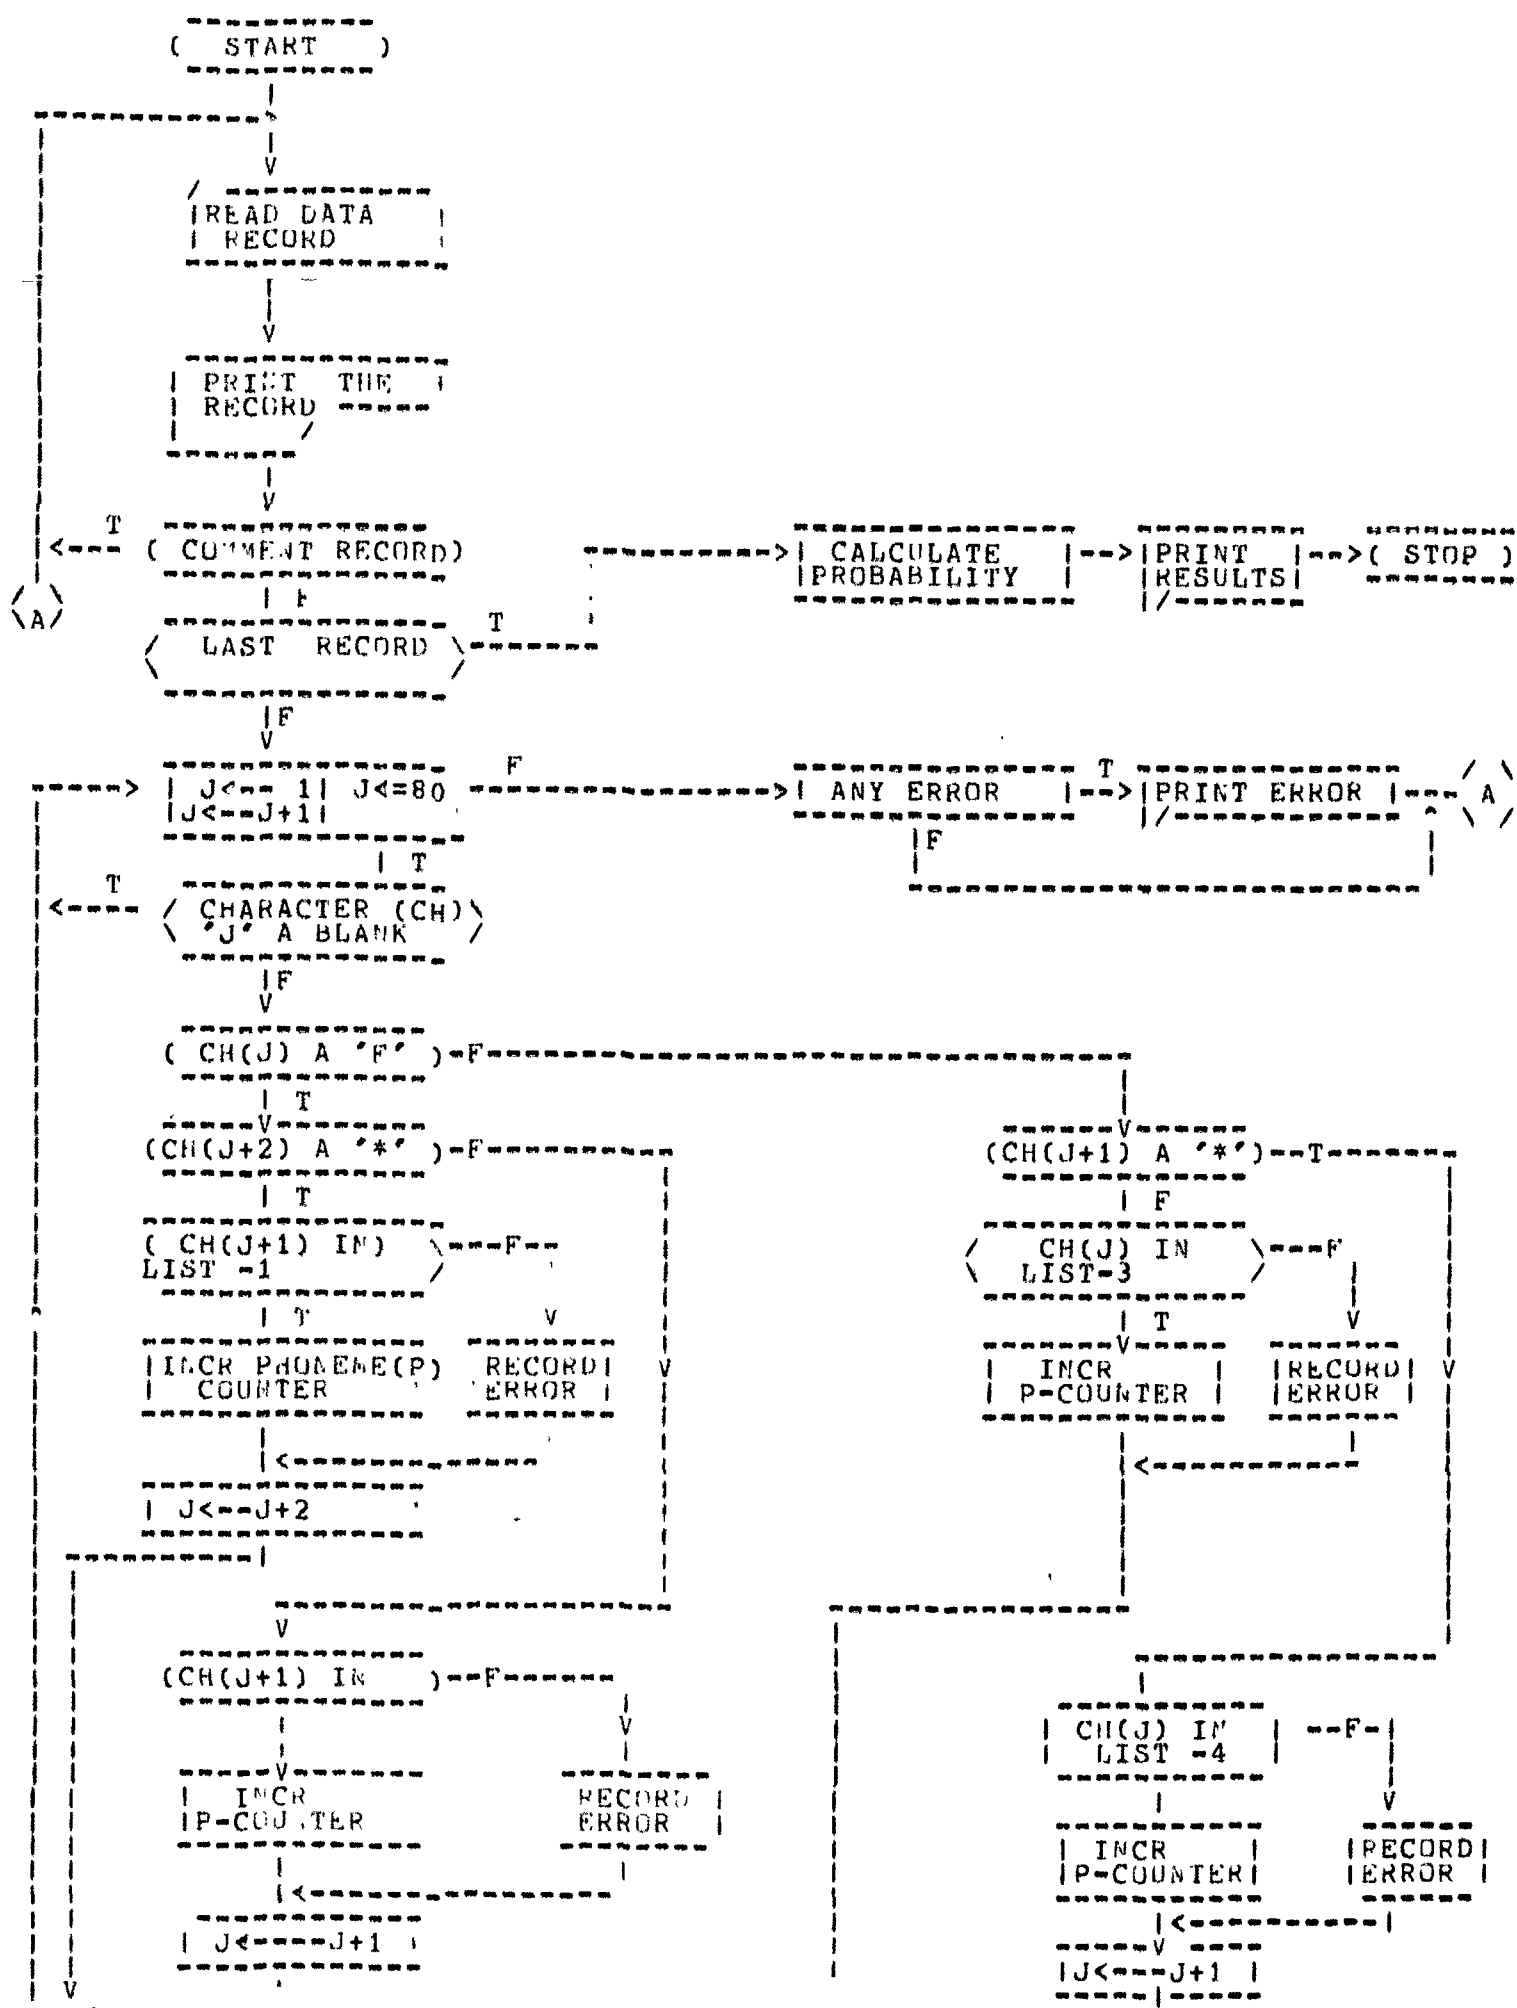 ( START )
READ DATA
RECORD
PRINT THE
RECORD
T
( COMMENT RECORD)
CALCULATE
PROBABILITY
PRINT
RESULTS
( STOP )
A
F
LAST RECORD
T
F
J<-- 1| J<=80
J<--J+1|
F
ANY ERROR
T
PRINT ERROR
A
F
T
T
CHARACTER (CH)
"J" A BLANK
F
( CH(J) A "F" )-F
T
(CH(J+2) A "*" )-F
(CH(J+1) A "*")--T
T
F
( CH(J+1) IN)
LIST -1
F
CH(J) IN
LIST-3
F
T
T
INCR PHONEME(P)
COUNTER
RECORD
ERROR
INCR
P-COUNTER
RECORD
ERROR
J<--J+2
(CH(J+1) IN )--F
CH(J) IN
LIST -4
F
INCR
P-COUNTER
RECORD
ERROR
INCR
P-COUNTER
RECORD
ERROR
J<----J+1
J<---J+1